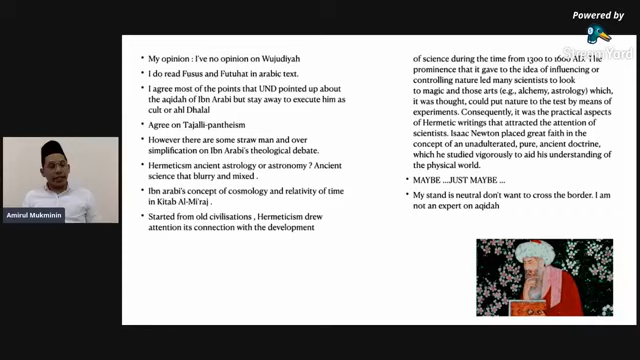 Powered by
StreamYard
• My opinion : I've no opinion on Wujudiyah
• I do read Fusus and Futuhat in arabic text.
• I agree most of the points that UND pointed up about
the aqidah of Ibn Arabi but stay away to execute him as
cult or ahl Dhalal
• Agree on Tajalli-pantheism
• However there are some straw man and over
simplification on Ibn Arabi's theological debate.
• Hermeticsm ancient astrology or astronomy ? Ancient
science that blurry and mixed .
• Ibn arabi's concept of cosmology and relativity of time
in Kitab Al-Mi'raj .
• Started from old civilisations , Hermeticism drew
attention its connection with the development
of science during the time from 1300 to 1600 AD. The
prominence that it gave to the idea of influencing or
controlling nature led many scientists to look
to magic and those arts (e.g., alchemy, astrology) which,
it was thought, could put nature to the test by means of
experiments. Consequently, it was the practical aspects
of Hermetic writings that attracted the attention of
scientists. Isaac Newton placed great faith in the
concept of an unadulterated, pure, ancient doctrine,
which he studied vigorously to aid his understanding of
the physical world.
• MAYBE ...JUST MAYBE ...
• My stand is neutral don't want to cross the border. I am
not an expert on aqidah
Amirul Mukminin